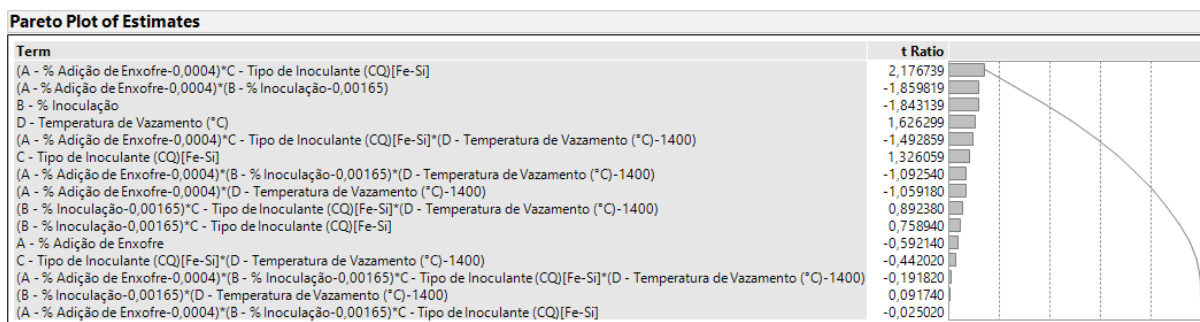 Pareto Plot of Estimates
Term t Ratio
(A - % Adição de Enxofre-0,0004)*C - Tipo de Inoculante (CQ)[Fe-Si] 2,176739
(A - % Adição de Enxofre-0,0004)*(B - % Inoculação-0,00165) -1,859819
B - % Inoculação -1,843139
D - Temperatura de Vazamento (°C) 1,626299
(A - % Adição de Enxofre-0,0004)*C - Tipo de Inoculante (CQ)[Fe-Si]*(D - Temperatura de Vazamento (°C)-1400) -1,492859
C - Tipo de Inoculante (CQ)[Fe-Si] 1,326059
(A - % Adição de Enxofre-0,0004)*(B - % Inoculação-0,00165)*(D - Temperatura de Vazamento (°C)-1400) -1,092540
(A - % Adição de Enxofre-0,0004)*(D - Temperatura de Vazamento (°C)-1400) -1,059180
(B - % Inoculação-0,00165)*C - Tipo de Inoculante (CQ)[Fe-Si]*(D - Temperatura de Vazamento (°C)-1400) 0,892380
(B - % Inoculação-0,00165)*C - Tipo de Inoculante (CQ)[Fe-Si] 0,758940
A - % Adição de Enxofre -0,592140
C - Tipo de Inoculante (CQ)[Fe-Si]*(D - Temperatura de Vazamento (°C)-1400) -0,442020
(A - % Adição de Enxofre-0,0004)*(B - % Inoculação-0,00165)*C - Tipo de Inoculante (CQ)[Fe-Si]*(D - Temperatura de Vazamento (°C)-1400) -0,191820
(B - % Inoculação-0,00165)*(D - Temperatura de Vazamento (°C)-1400) 0,091740
(A - % Adição de Enxofre-0,0004)*(B - % Inoculação-0,00165)*C - Tipo de Inoculante (CQ)[Fe-Si] -0,025020